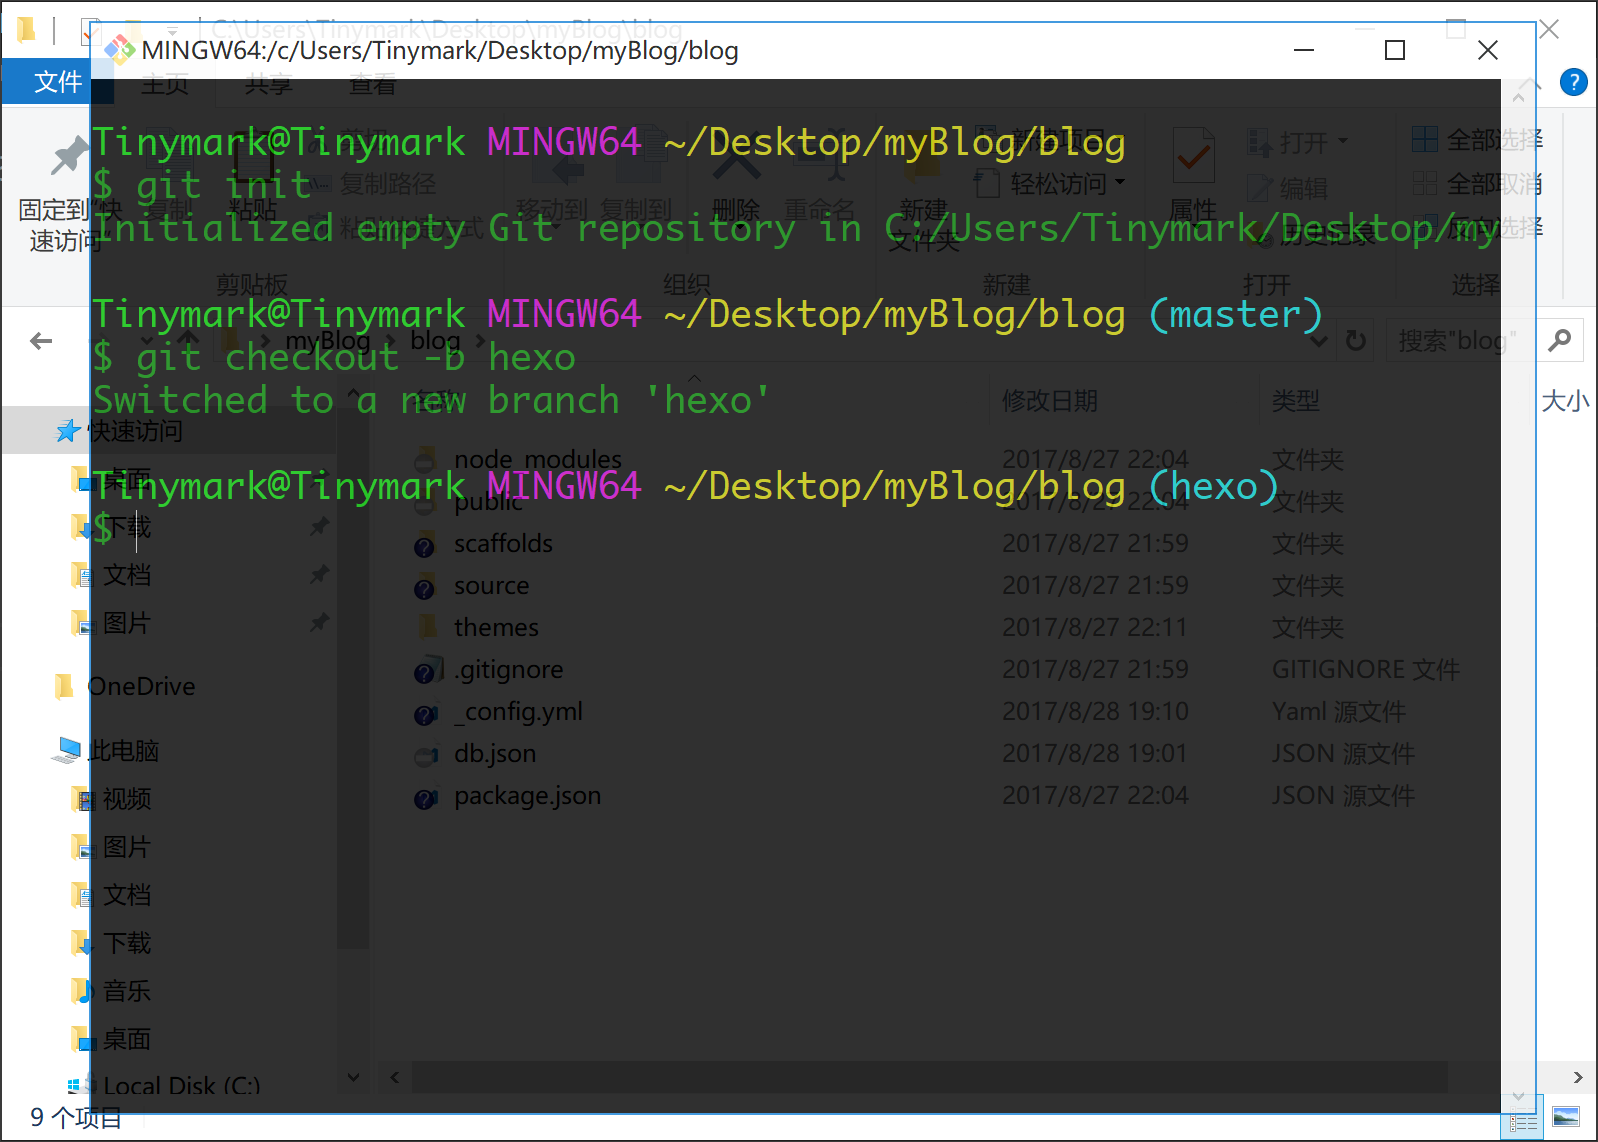 C:\Users\Tinymark\Desktop\myBlog\blog
MINGW64:/c/Users/Tinymark/Desktop/myBlog/blog
文件 主页 共享 查看
Tinymark@Tinymark MINGW64 ~/Desktop/myBlog/blog
$ git init
Initialized empty Git repository in C:/Users/Tinymark/Desktop/my
Tinymark@Tinymark MINGW64 ~/Desktop/myBlog/blog (master)
$ git checkout -b hexo
Switched to a new branch 'hexo'
Tinymark@Tinymark MINGW64 ~/Desktop/myBlog/blog (hexo)
$
固定到"快
速访问"
复制
粘贴
剪切
复制路径
粘贴快捷方式
剪贴板
移动到 复制到 删除 重命名
组织
新建
文件夹
新建项目
轻松访问
新建
属性
打开
编辑
历史记录
打开
全部选择
全部取消
反向选择
选择
myBlog blog
搜索"blog"
名称 修改日期 类型 大小
快速访问
桌面
下载
文档
图片
OneDrive
此电脑
视频
图片
文档
下载
音乐
桌面
Local Disk (C:)
node_modules 2017/8/27 22:04 文件夹
public 2017/8/27 22:04 文件夹
scaffolds 2017/8/27 21:59 文件夹
source 2017/8/27 21:59 文件夹
themes 2017/8/27 22:11 文件夹
.gitignore 2017/8/27 21:59 GITIGNORE 文件
_config.yml 2017/8/28 19:10 Yaml 源文件
db.json 2017/8/28 19:01 JSON 源文件
package.json 2017/8/27 22:04 JSON 源文件
9 个项目